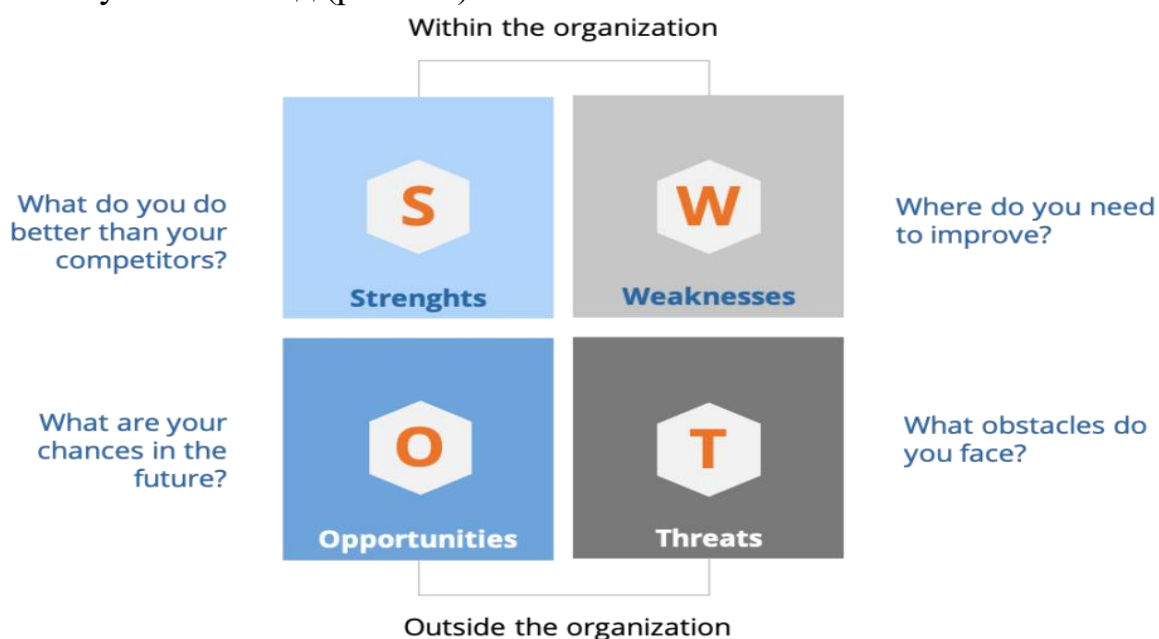 Within the organization
What do you do
better than your
competitors?
S
Strenghts
W
Weaknesses
Where do you need
to improve?
What are your
chances in the
future?
O
Opportunities
T
Threats
What obstacles do
you face?
Outside the organization